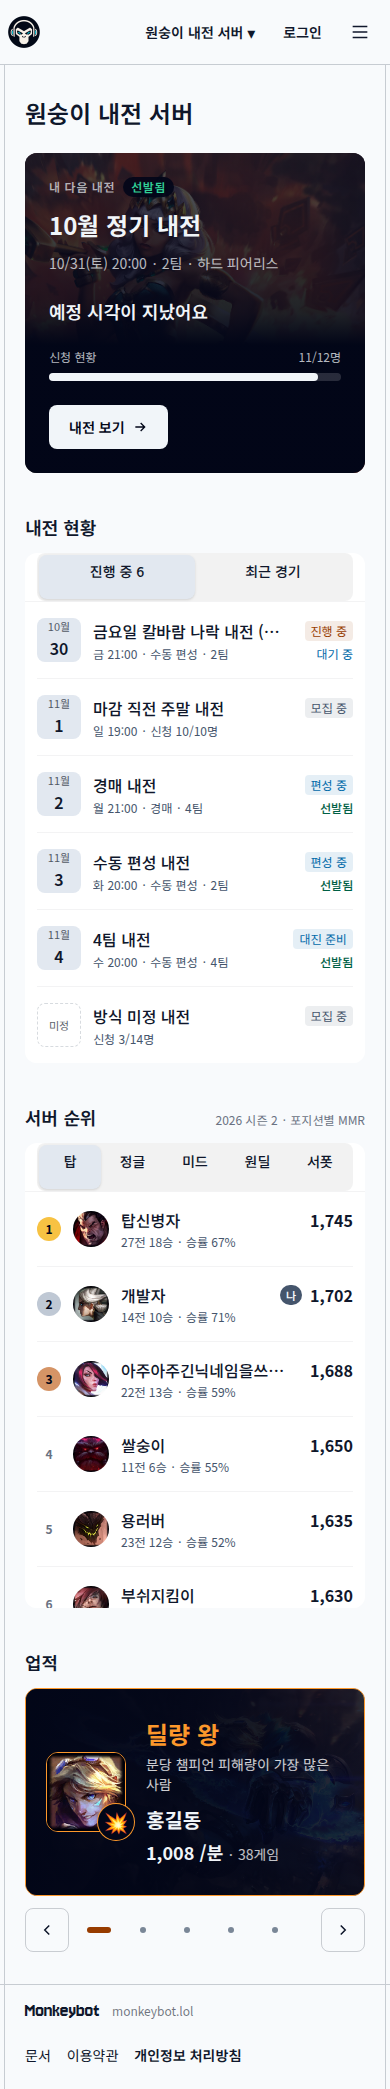 원숭이 내전 서버 ▾
로그인
원숭이 내전 서버
내 다음 내전 선발됨
10월 정기 내전
10/31(토) 20:00 · 2팀 · 하드 피어리스
예정 시각이 지났어요
신청 현황 11/12명
내전 보기 →
내전 현황
진행 중 6 최근 경기
10월
30
금요일 칼바람 나락 내전 (… 진행 중
금 21:00 · 수동 편성 · 2팀 대기 중
11월
1
마감 직전 주말 내전 모집 중
일 19:00 · 신청 10/10명
11월
2
경매 내전 편성 중
월 21:00 · 경매 · 4팀 선발됨
11월
3
수동 편성 내전 편성 중
화 20:00 · 수동 편성 · 2팀 선발됨
11월
4
4팀 내전 대진 준비
수 20:00 · 수동 편성 · 4팀 선발됨
미정
방식 미정 내전 모집 중
신청 3/14명
서버 순위 2026 시즌 2 · 포지션별 MMR
탑 정글 미드 원딜 서폿
1 탑신병자 1,745
27전 18승 · 승률 67%
2 개발자 나 1,702
14전 10승 · 승률 71%
3 아주아주긴닉네임을쓰… 1,688
22전 13승 · 승률 59%
4 쌀숭이 1,650
11전 6승 · 승률 55%
5 용러버 1,635
23전 12승 · 승률 52%
6 부쉬지킴이 1,630
업적
딜량 왕
분당 챔피언 피해량이 가장 많은
사람
홍길동
1,008 /분 · 38게임
Monkeybot monkeybot.lol
문서 이용약관 개인정보 처리방침